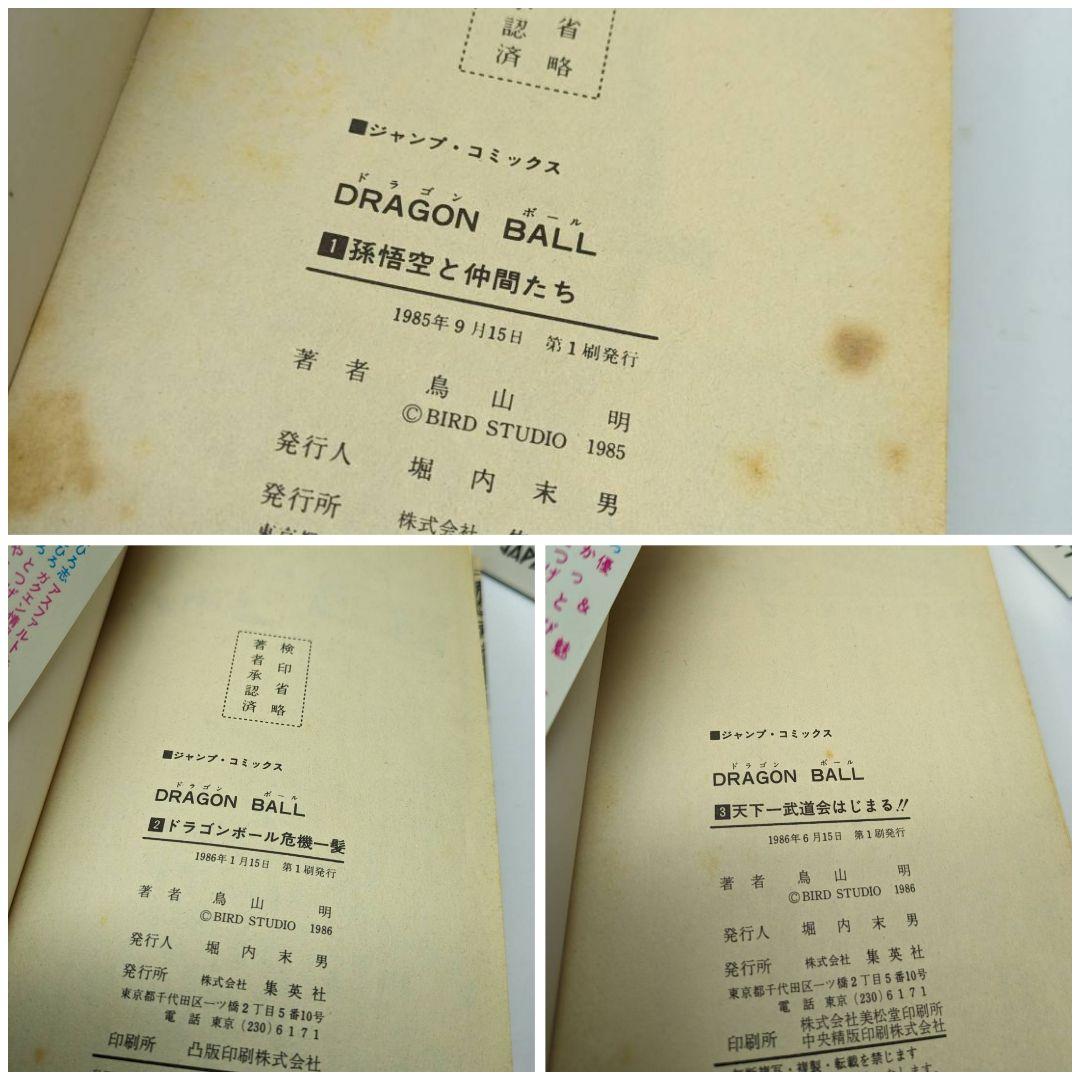 省略
認済
■ジャンプ・コミックス
ドラゴン ボール
DRAGON BALL
1 孫悟空と仲間たち
1985年9月15日 第1刷発行
著者 鳥山 明
©BIRD STUDIO 1985
発行人 堀内末男
発行所 株式会社
検印省略
著者承認済
■ジャンプ・コミックス
ドラゴン ボール
DRAGON BALL
2 ドラゴンボール危機一髪
1986年1月15日 第1刷発行
著者 鳥山 明
©BIRD STUDIO 1986
発行人 堀内末男
発行所 株式会社 集英社
東京都千代田区一ツ橋2丁目5番10号
電話 東京(230)6171
印刷所 凸版印刷株式会社
■ジャンプ・コミックス
ドラゴン ボール
DRAGON BALL
3 天下一武道会はじまる!!
1986年6月15日 第1刷発行
著者 鳥山 明
©BIRD STUDIO 1986
発行人 堀内末男
発行所 株式会社 集英社
東京都千代田区一ツ橋2丁目5番10号
電話 東京(230)6171
印刷所 株式会社美松堂印刷所
中央精版印刷株式会社
複写・複製・転載を禁じます